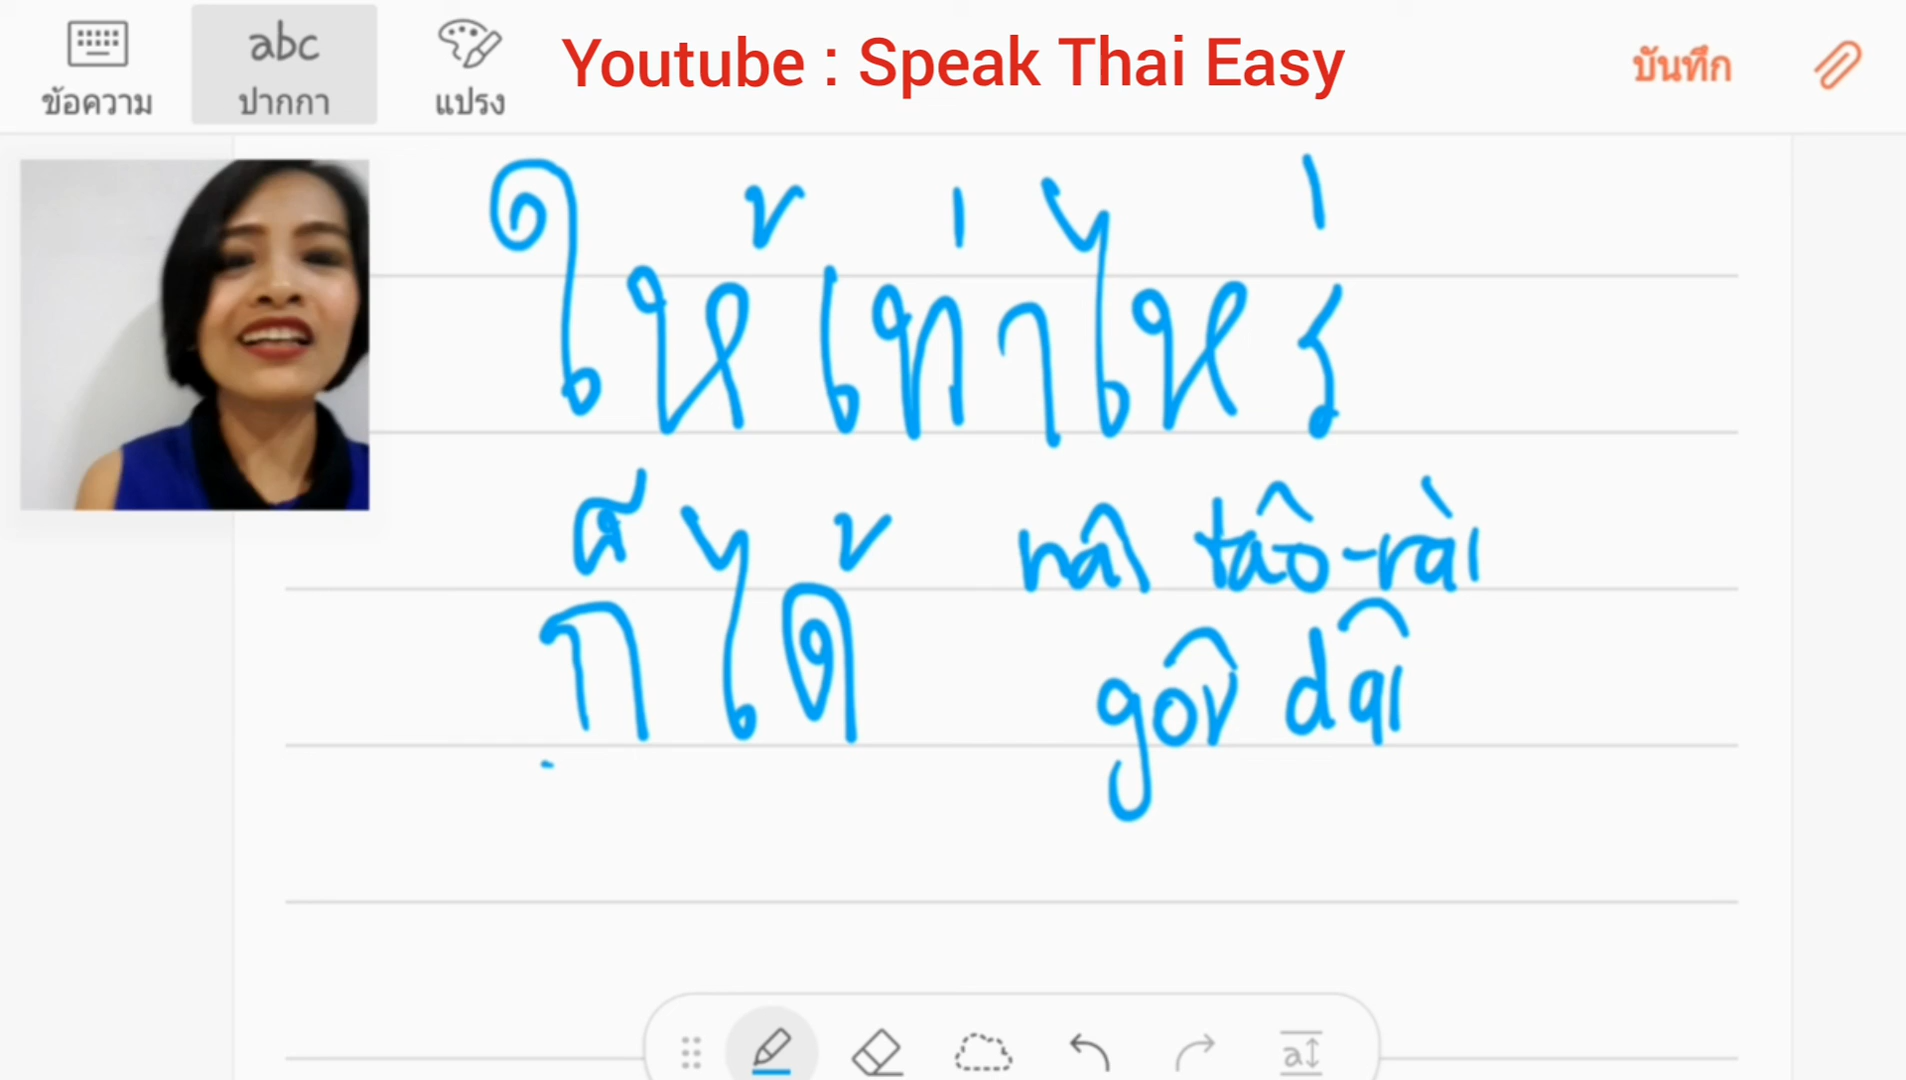 abc
Youtube : Speak Thai Easy
บันทึก
ข้อความ
ปากกา
แปรง
ให้เท่าไหร่
ก็ได้
hâi tâo-rài
gôv dâi
a